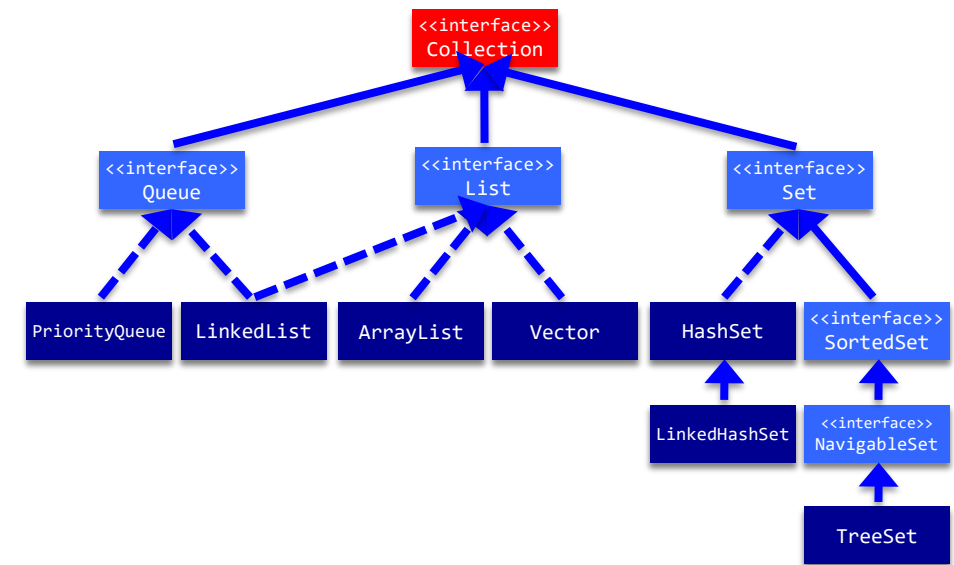 <<interface>>
Collection
<<interface>>
Queue
<<interface>>
List
<<interface>>
Set
PriorityQueue
LinkedList
ArrayList
Vector
HashSet
<<interface>>
SortedSet
LinkedHashSet
<<interface>>
NavigableSet
TreeSet